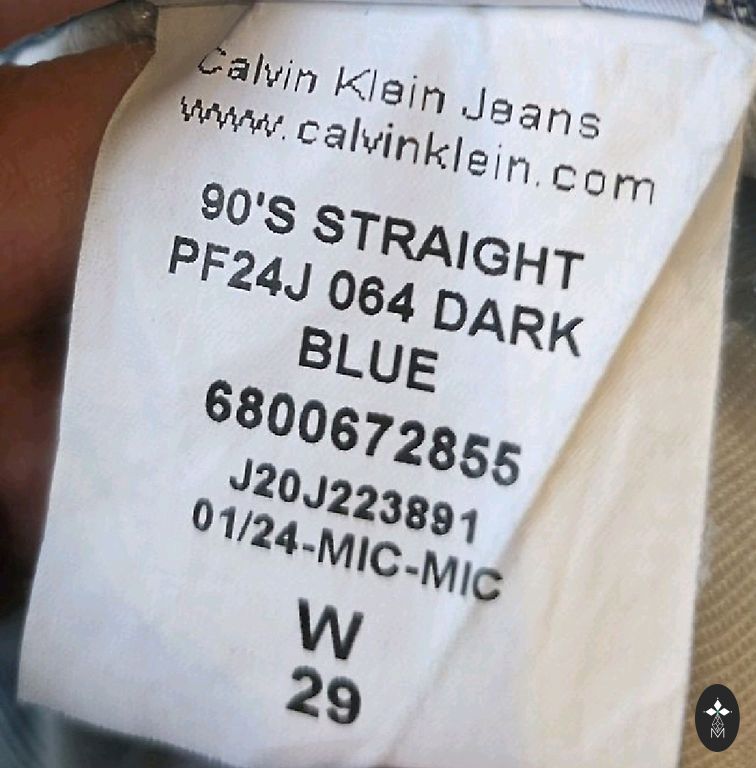 Calvin Klein Jeans
www.calvinklein.com
90'S STRAIGHT
PF24J 064 DARK
BLUE
6800672855
J20J223891
01/24-MIC-MIC
W
29
M